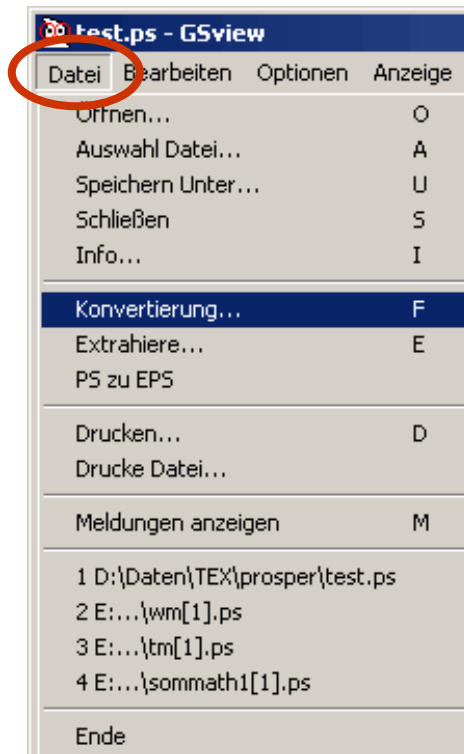 test.ps - GSview
Datei Bearbeiten Optionen Anzeige
Öffnen... O
Auswahl Datei... A
Speichern Unter... U
Schließen S
Info... I
Konvertierung... F
Extrahiere... E
PS zu EPS
Drucken... D
Drucke Datei...
Meldungen anzeigen M
1 D:\Daten\TEX\prosper\test.ps
2 E:...\wm[1].ps
3 E:...\tm[1].ps
4 E:...\sommath1[1].ps
Ende